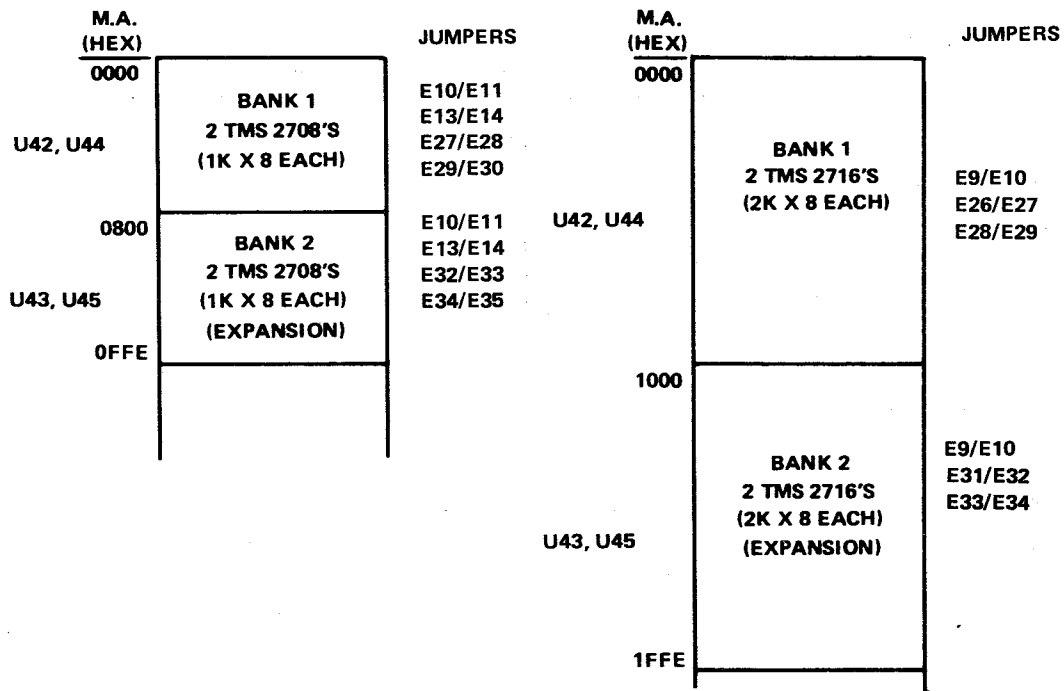 M.A.
(HEX)
JUMPERS
0000
BANK 1
2 TMS 2708'S
(1K X 8 EACH)
U42, U44
E10/E11
E13/E14
E27/E28
E29/E30
0800
BANK 2
2 TMS 2708'S
(1K X 8 EACH)
(EXPANSION)
U43, U45
E10/E11
E13/E14
E32/E33
E34/E35
0FFE
M.A.
(HEX)
JUMPERS
0000
BANK 1
2 TMS 2716'S
(2K X 8 EACH)
U42, U44
E9/E10
E26/E27
E28/E29
1000
BANK 2
2 TMS 2716'S
(2K X 8 EACH)
(EXPANSION)
U43, U45
E9/E10
E31/E32
E33/E34
1FFE